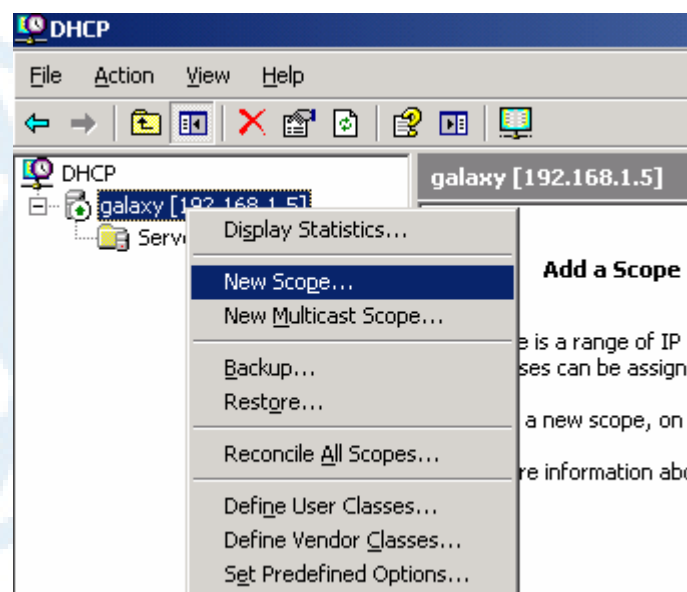 DHCP
File Action View Help
DHCP
galaxy [192.168.1.5]
galaxy [192.168.1.5]
Serv
Display Statistics...
New Scope...
New Multicast Scope...
Backup...
Restore...
Reconcile All Scopes...
Define User Classes...
Define Vendor Classes...
Set Predefined Options...
Add a Scope
e is a range of IP
ses can be assign
a new scope, on
re information abo